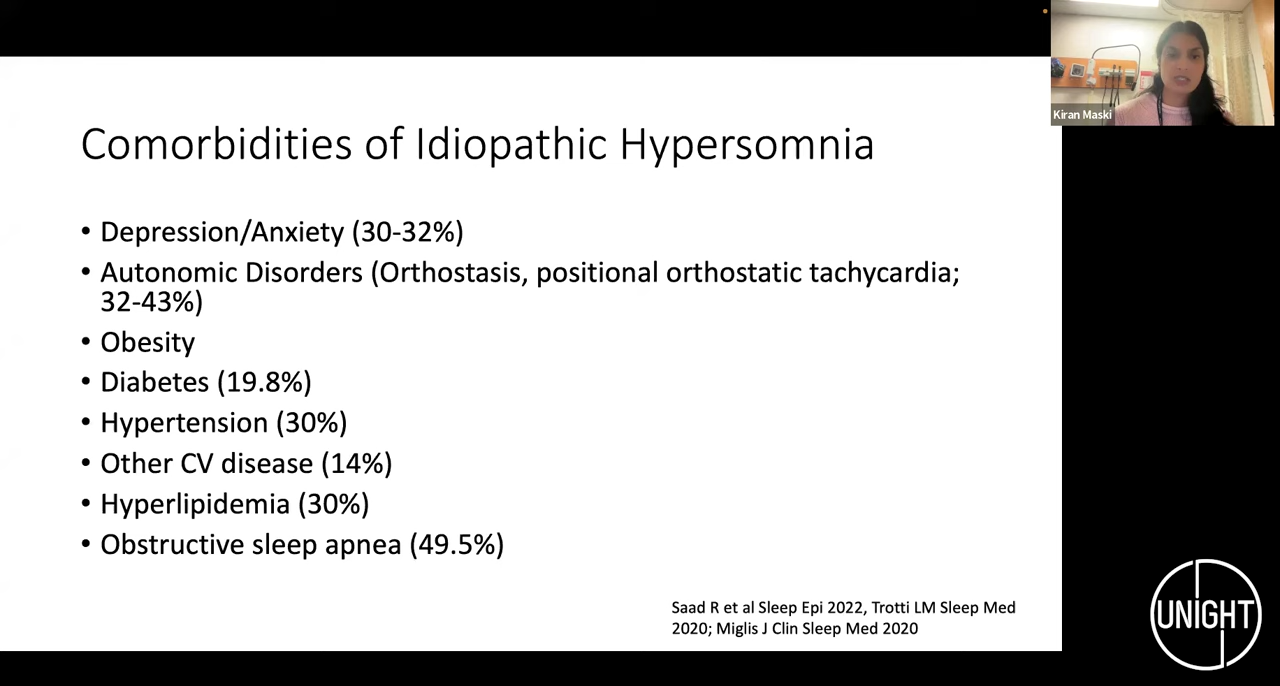 Kiran Maski
Comorbidities of Idiopathic Hypersomnia
• Depression/Anxiety (30-32%)
• Autonomic Disorders (Orthostasis, positional orthostatic tachycardia;
32-43%)
• Obesity
• Diabetes (19.8%)
• Hypertension (30%)
• Other CV disease (14%)
• Hyperlipidemia (30%)
• Obstructive sleep apnea (49.5%)
Saad R et al Sleep Epi 2022, Trotti LM Sleep Med
2020; Miglis J Clin Sleep Med 2020
UNIGHT